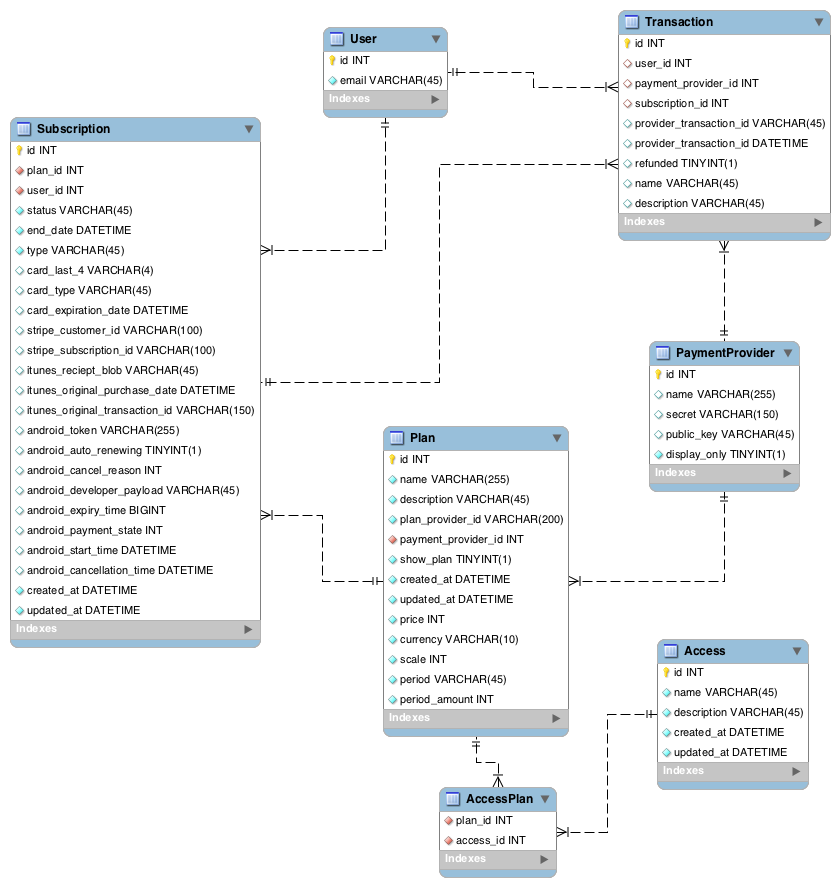 User
id INT
email VARCHAR(45)
Indexes
Transaction
id INT
user_id INT
payment_provider_id INT
subscription_id INT
provider_transaction_id VARCHAR(45)
provider_transaction_id DATETIME
refunded TINYINT(1)
name VARCHAR(45)
description VARCHAR(45)
Indexes
Subscription
id INT
plan_id INT
user_id INT
status VARCHAR(45)
end_date DATETIME
type VARCHAR(45)
card_last_4 VARCHAR(4)
card_type VARCHAR(45)
card_expiration_date DATETIME
stripe_customer_id VARCHAR(100)
stripe_subscription_id VARCHAR(100)
itunes_reciept_blob VARCHAR(45)
itunes_original_purchase_date DATETIME
itunes_original_transaction_id VARCHAR(150)
android_token VARCHAR(255)
android_auto_renewing TINYINT(1)
android_cancel_reason INT
android_developer_payload VARCHAR(45)
android_expiry_time BIGINT
android_payment_state INT
android_start_time DATETIME
android_cancellation_time DATETIME
created_at DATETIME
updated_at DATETIME
Indexes
PaymentProvider
id INT
name VARCHAR(255)
secret VARCHAR(150)
public_key VARCHAR(45)
display_only TINYINT(1)
Indexes
Plan
id INT
name VARCHAR(255)
description VARCHAR(45)
plan_provider_id VARCHAR(200)
payment_provider_id INT
show_plan TINYINT(1)
created_at DATETIME
updated_at DATETIME
price INT
currency VARCHAR(10)
scale INT
period VARCHAR(45)
period_amount INT
Indexes
Access
id INT
name VARCHAR(45)
description VARCHAR(45)
created_at DATETIME
updated_at DATETIME
Indexes
AccessPlan
plan_id INT
access_id INT
Indexes